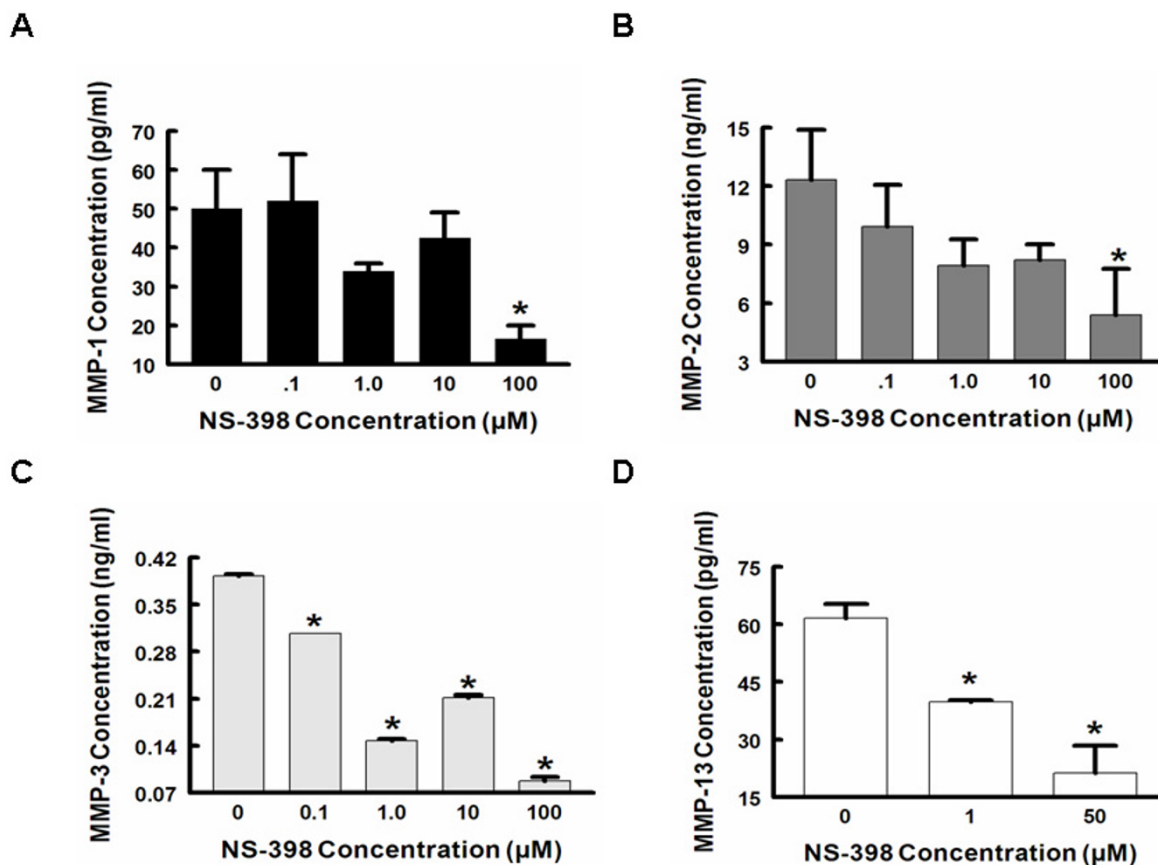 A
MMP-1 Concentration (pg/ml)
70
60
50
40
30
20
10
*
0 .1 1.0 10 100
NS-398 Concentration (µM)
B
MMP-2 Concentration (ng/ml)
15
12
9
6
3
*
0 .1 1.0 10 100
NS-398 Concentration (µM)
C
MMP-3 Concentration (ng/ml)
0.42
0.35
0.28
0.21
0.14
0.07
* * * *
0 0.1 1.0 10 100
NS-398 Concentration (µM)
D
MMP-13 Concentration (pg/ml)
75
60
45
30
15
* *
0 1 50
NS-398 Concentration (µM)